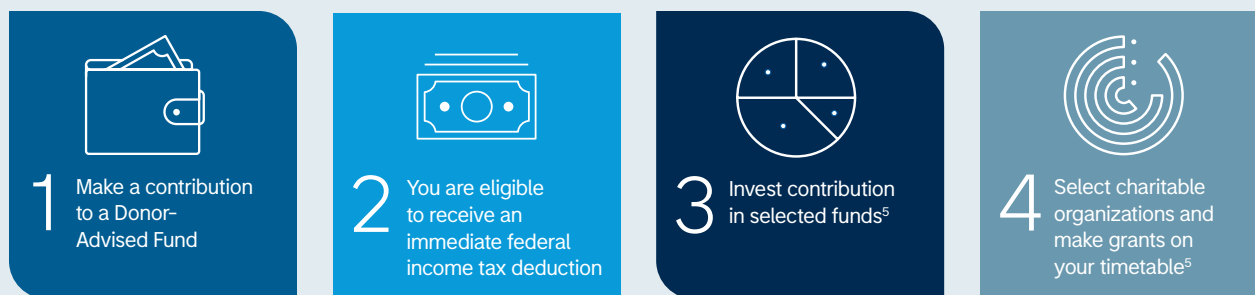 1
Make a contribution
to a Donor-
Advised Fund
2
You are eligible
to receive an
immediate federal
income tax deduction
3
Invest contribution
in selected funds⁵
4
Select charitable
organizations and
make grants on
your timetable⁵